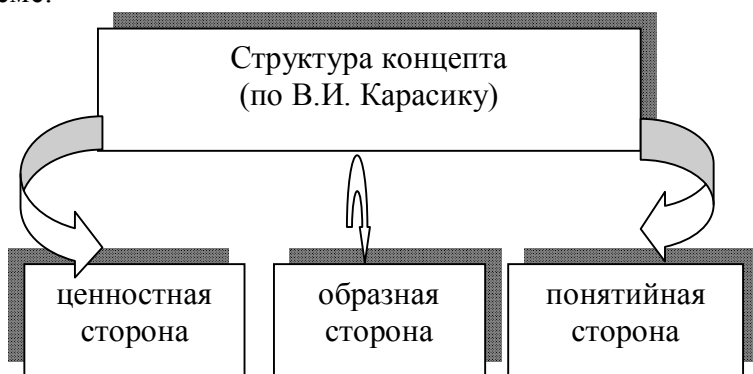 Структура концепта
(по В.И. Карасику)
ценностная
сторона
образная
сторона
понятийная
сторона